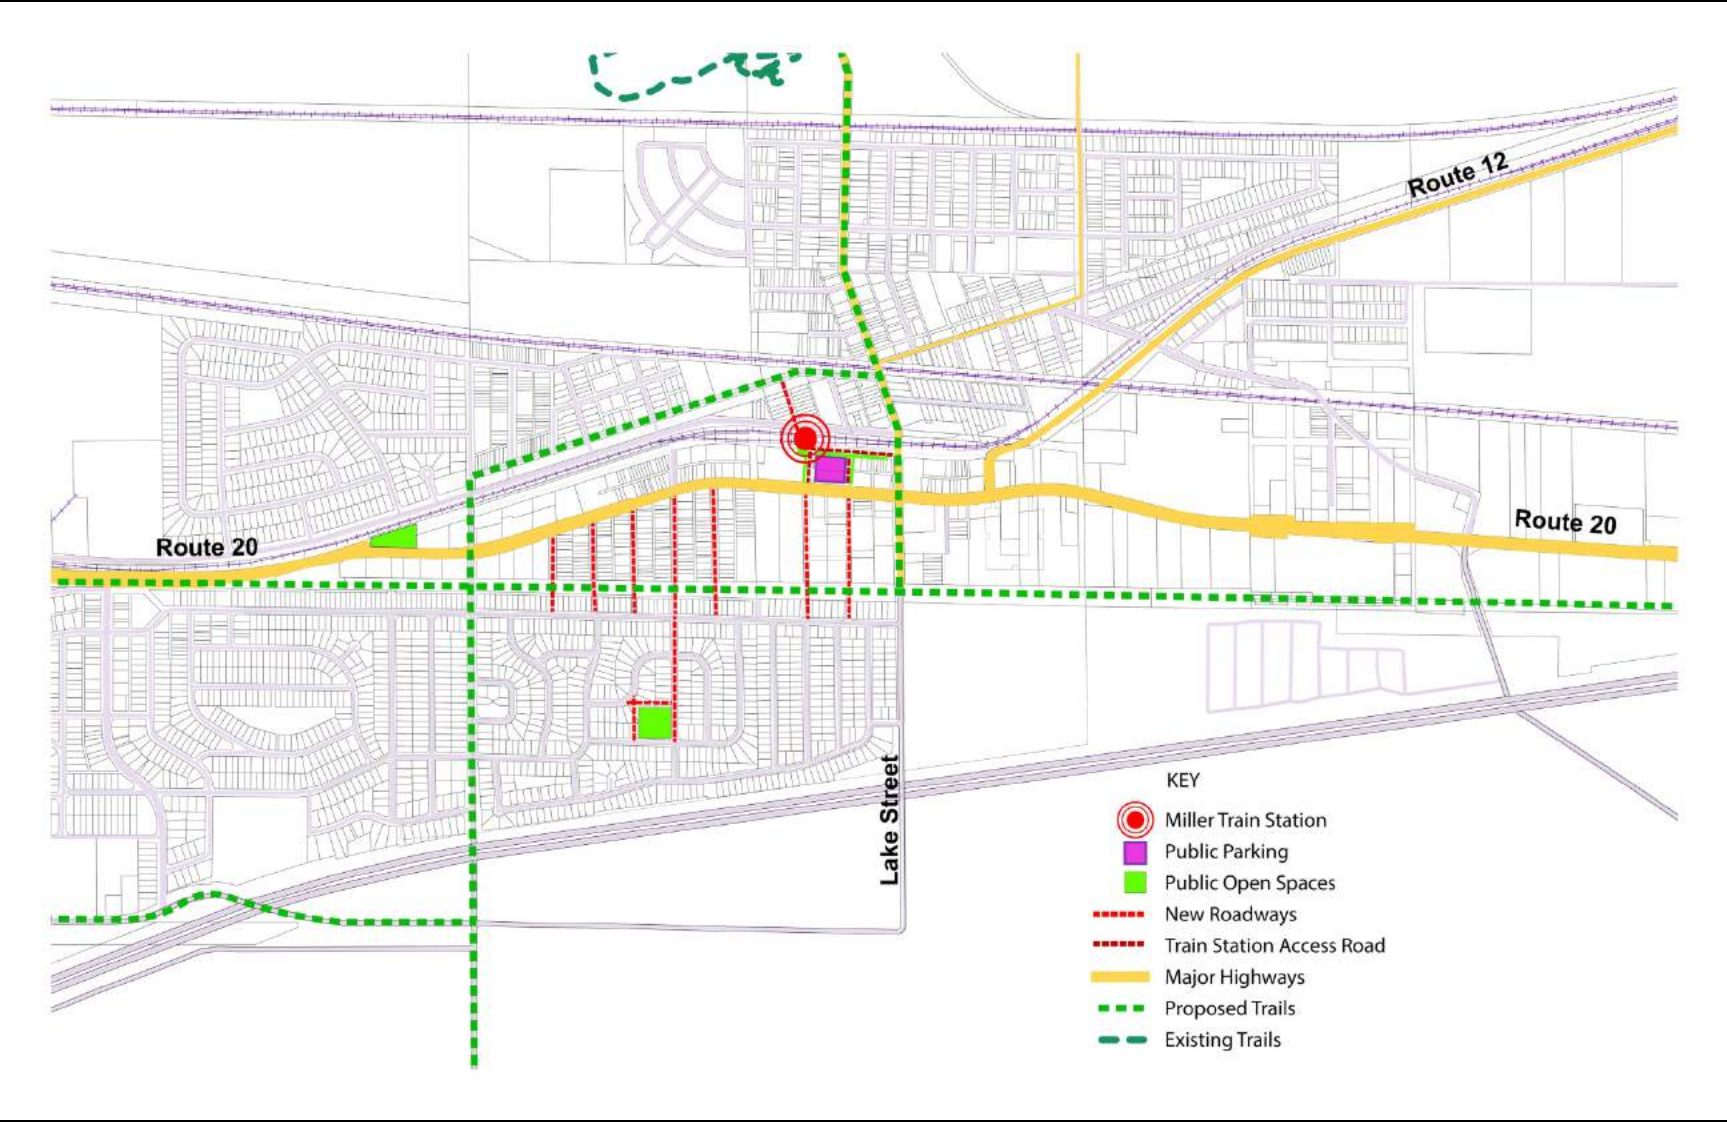 Route 12
Route 20
Route 20
Lake Street
KEY
Miller Train Station
Public Parking
Public Open Spaces
New Roadways
Train Station Access Road
Major Highways
Proposed Trails
Existing Trails